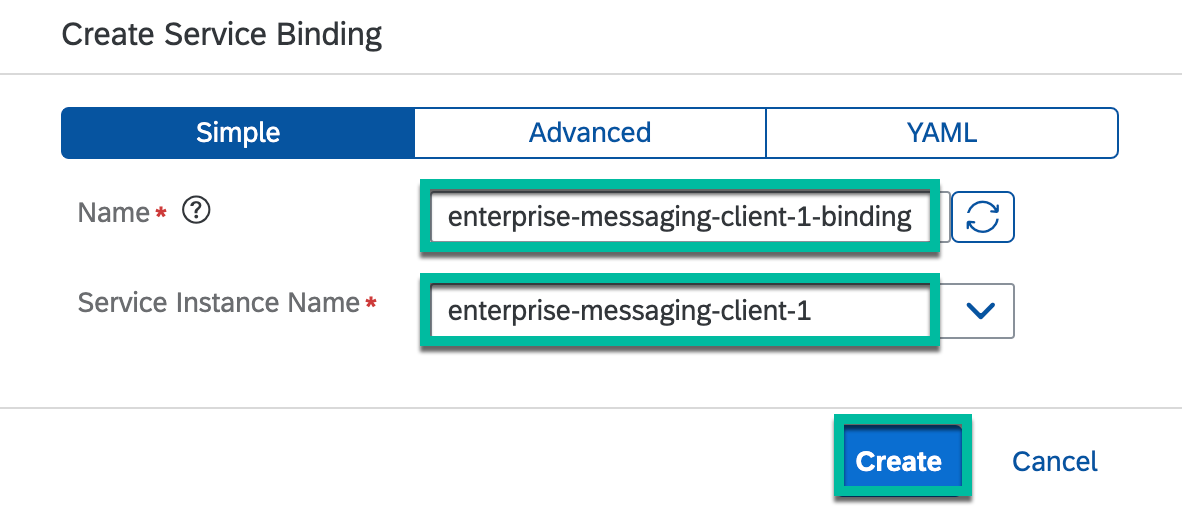 Create Service Binding
Simple Advanced YAML
Name * ?
enterprise-messaging-client-1-binding
Service Instance Name *
enterprise-messaging-client-1
Create Cancel